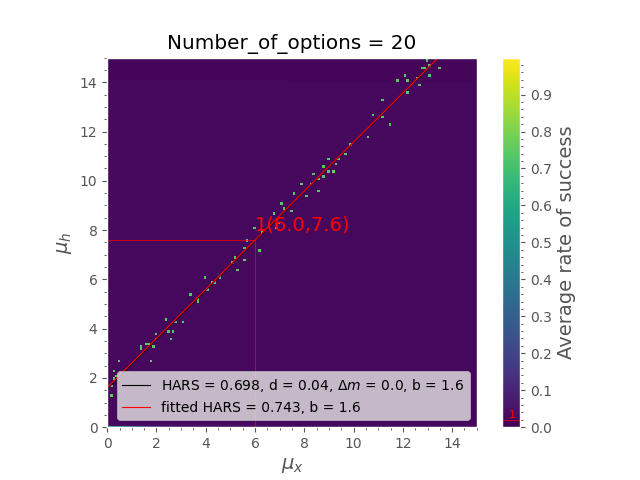 Number_of_options = 20
14
12
10
8
6
4
2
0
μh
1(6.0,7.6)
HARS = 0.698, d = 0.04, Δm = 0.0, b = 1.6
fitted HARS = 0.743, b = 1.6
0 2 4 6 8 10 12 14
μx
0.9
0.8
0.7
0.6
0.5
0.4
0.3
0.2
0.1
0.0
1
Average rate of success